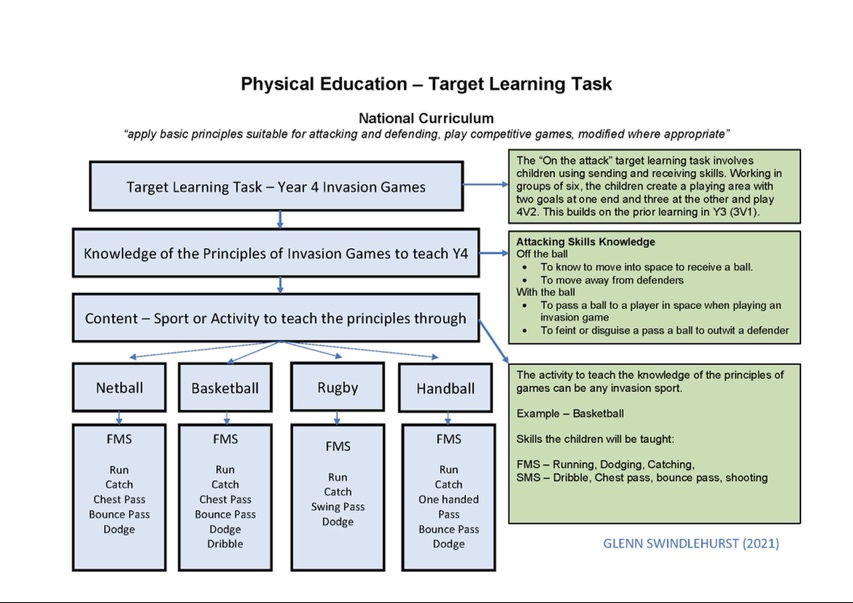 Physical Education – Target Learning Task
National Curriculum
“apply basic principles suitable for attacking and defending, play competitive games, modified where appropriate”
Target Learning Task – Year 4 Invasion Games
The “On the attack” target learning task involves
children using sending and receiving skills. Working in
groups of six, the children create a playing area with
two goals at one end and three at the other and play
4V2. This builds on the prior learning in Y3 (3V1).
Knowledge of the Principles of Invasion Games to teach Y4
Attacking Skills Knowledge
Off the ball
• To know to move into space to receive a ball.
• To move away from defenders
With the ball
• To pass a ball to a player in space when playing an
invasion game
• To feint or disguise a pass a ball to outwit a defender
Content – Sport or Activity to teach the principles through
The activity to teach the knowledge of the principles of
games can be any invasion sport.
Example – Basketball
Skills the children will be taught:
FMS – Running, Dodging, Catching,
SMS – Dribble, Chest pass, bounce pass, shooting
Netball
FMS
Run
Catch
Chest Pass
Bounce Pass
Dodge
Basketball
FMS
Run
Catch
Chest Pass
Bounce Pass
Dodge
Dribble
Rugby
FMS
Run
Catch
Swing Pass
Dodge
Handball
FMS
Run
Catch
One handed
Pass
Bounce Pass
Dodge
GLENN SWINDLEHURST (2021)